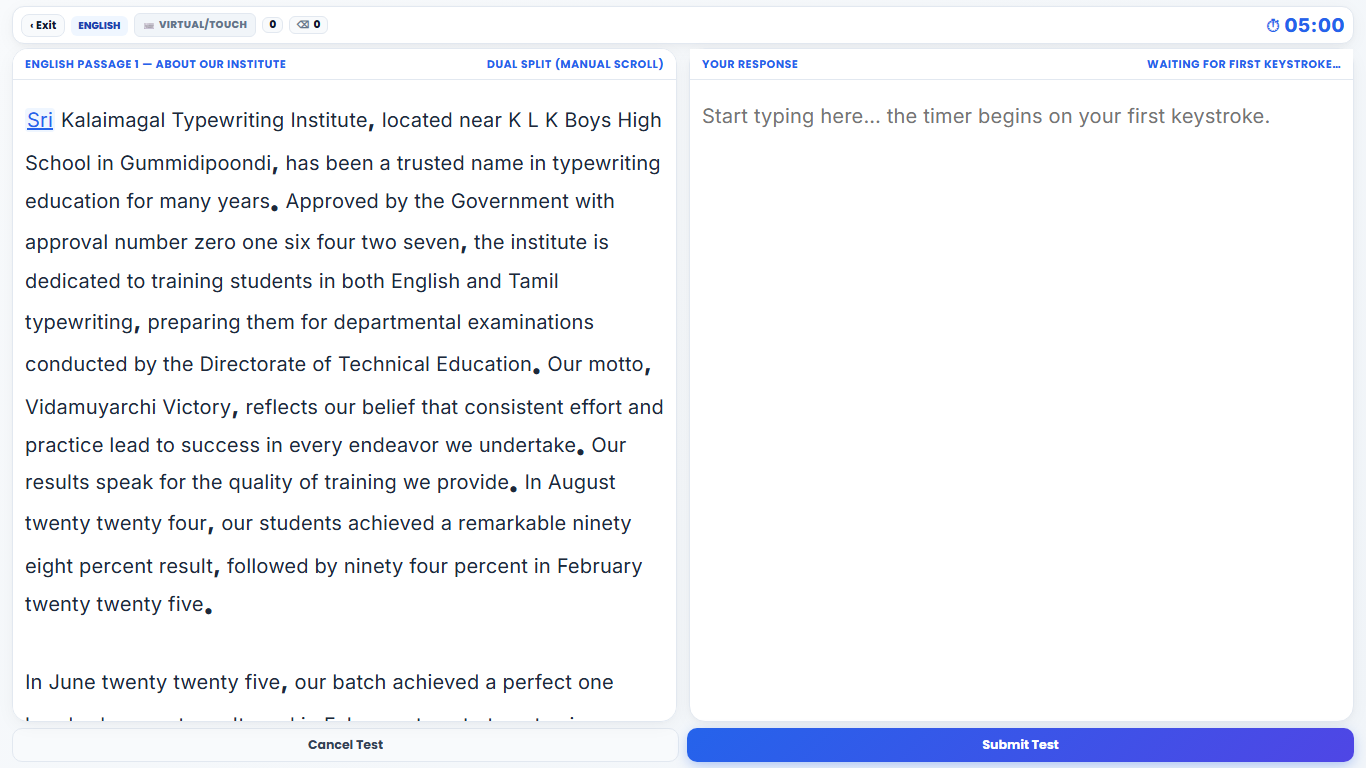 ‹ Exit ENGLISH ⌨ VIRTUAL/TOUCH 0 ⌫ 0 ⏱ 05:00
ENGLISH PASSAGE 1 — ABOUT OUR INSTITUTE DUAL SPLIT (MANUAL SCROLL)
Sri Kalaimagal Typewriting Institute, located near K L K Boys High
School in Gummidipoondi, has been a trusted name in typewriting
education for many years. Approved by the Government with
approval number zero one six four two seven, the institute is
dedicated to training students in both English and Tamil
typewriting, preparing them for departmental examinations
conducted by the Directorate of Technical Education. Our motto,
Vidamuyarchi Victory, reflects our belief that consistent effort and
practice lead to success in every endeavor we undertake. Our
results speak for the quality of training we provide. In August
twenty twenty four, our students achieved a remarkable ninety
eight percent result, followed by ninety four percent in February
twenty twenty five.
In June twenty twenty five, our batch achieved a perfect one
YOUR RESPONSE WAITING FOR FIRST KEYSTROKE...
Start typing here... the timer begins on your first keystroke.
Cancel Test
Submit Test